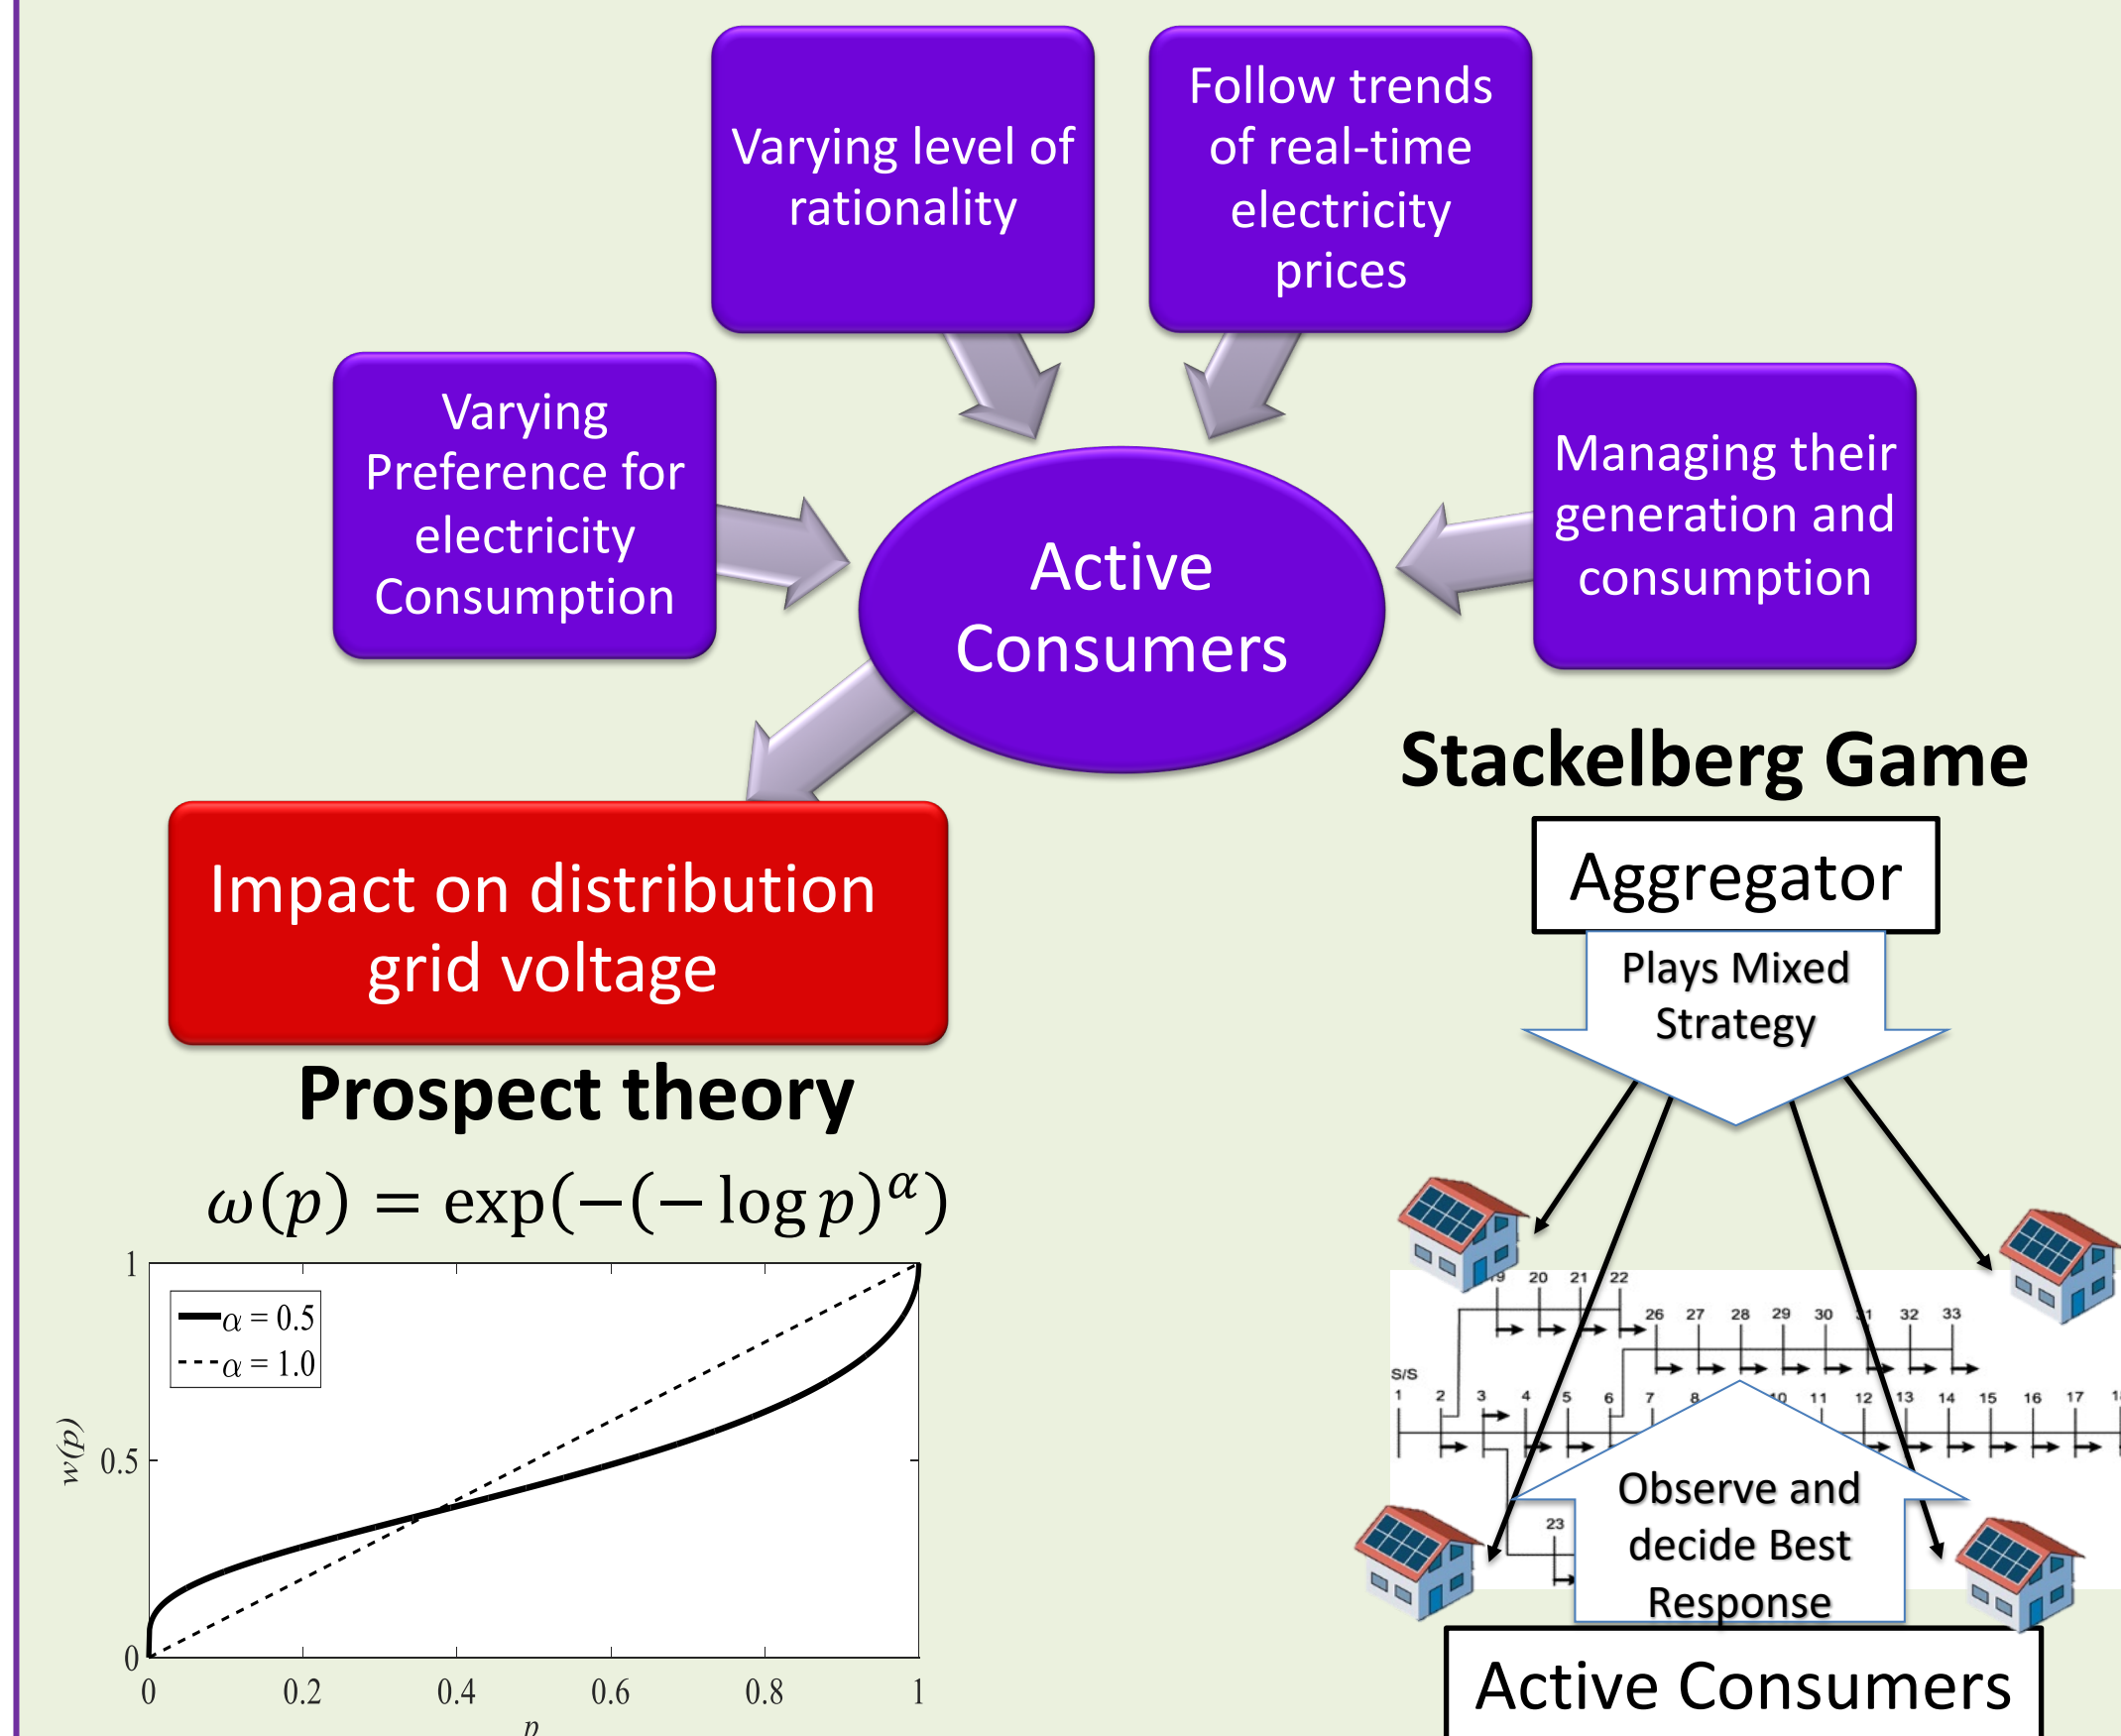 Varying level of
rationality
Follow trends
of real-time
electricity
prices
Varying
Preference for
electricity
Consumption
Managing their
generation and
consumption
Active
Consumers
Impact on distribution
grid voltage
Prospect theory
ω(p) = exp(−(− log p)^α)
1
0.5
0
w(p)
α = 0.5
α = 1.0
0 0.2 0.4 0.6 0.8 1
p
Stackelberg Game
Aggregator
Plays Mixed
Strategy
20 21 22
26 27 28 29 30 31 32 33
S/S
1 2 3 4 5 6 7 8 10 11 12 13 14 15 16 17
23
Observe and
decide Best
Response
Active Consumers